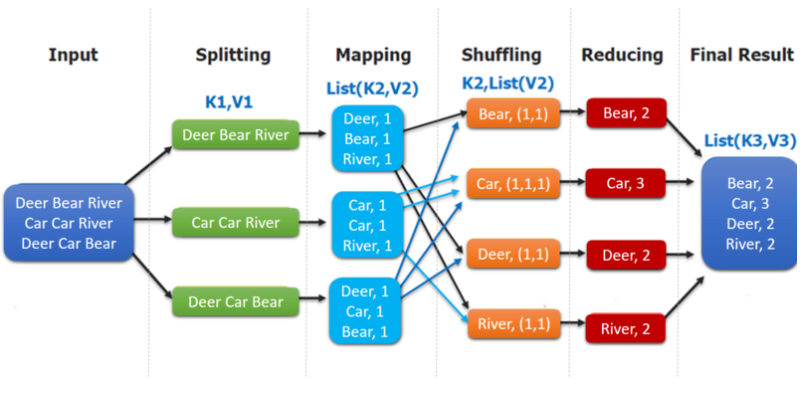 Input
Splitting
Mapping
Shuffling
Reducing
Final Result
K1,V1
List(K2,V2)
K2,List(V2)
List(K3,V3)
Deer Bear River
Car Car River
Deer Car Bear
Deer Bear River
Car Car River
Deer Car Bear
Deer, 1
Bear, 1
River, 1
Car, 1
Car, 1
River, 1
Deer, 1
Car, 1
Bear, 1
Bear, (1,1)
Car, (1,1,1)
Deer, (1,1)
River, (1,1)
Bear, 2
Car, 3
Deer, 2
River, 2
Bear, 2
Car, 3
Deer, 2
River, 2